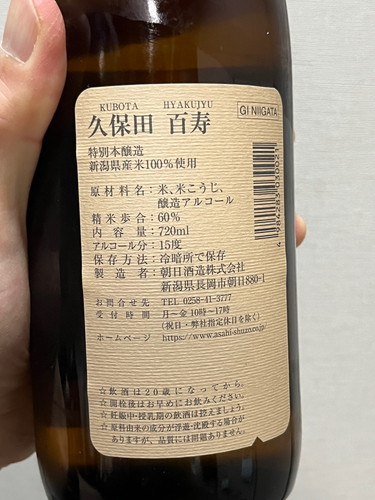 KUBOTA HYAKUJYU
久保田 百寿
GI NIIGATA
特別本醸造
新潟県産米100%使用
原材料名：米、米こうじ、
醸造アルコール
精米歩合：60%
内容量：720ml
アルコール分：15度
保存方法：冷暗所で保存
製造者：朝日酒造株式会社
新潟県長岡市朝日880-1
お問合せ先 TEL 0258-41-3777
受付時間 月～金 10時～17時
(祝日・弊社指定休日を除く)
ホームページ https://www.asahi-shuzo.co.jp/
☆飲酒は20歳になってから。
☆開栓後はお早めにお飲みください。
☆妊娠中・授乳期の飲酒は控えましょう。
☆原料由来の成分が浮遊・沈殿する場合が
ありますが、品質には問題ありません。